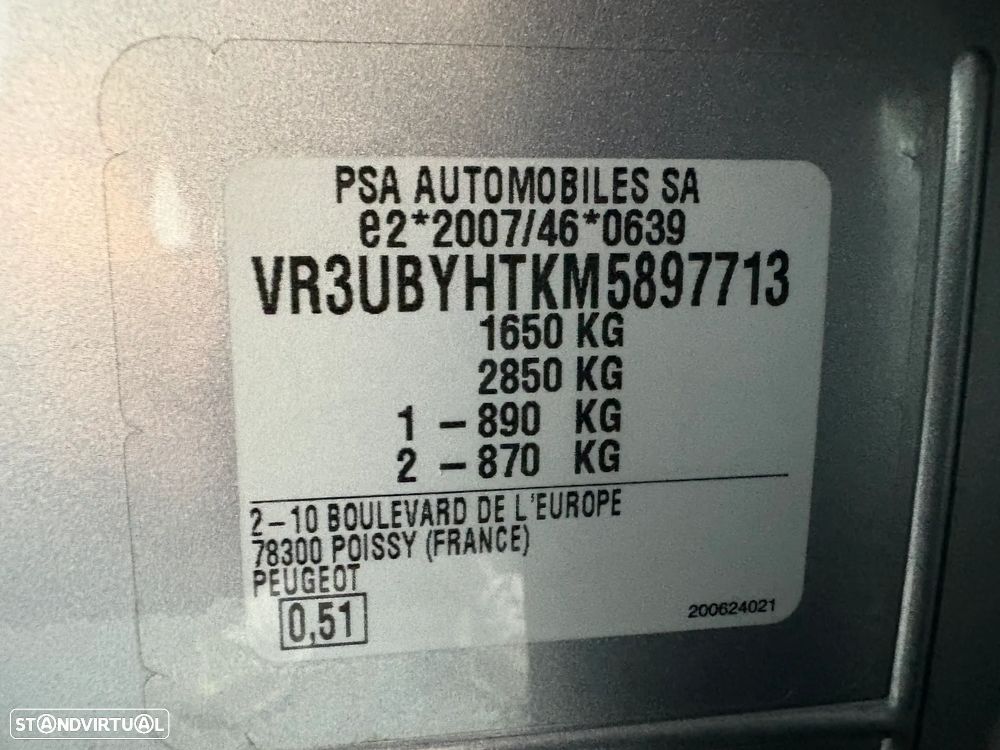 PSA AUTOMOBILES SA
e2*2007/46*0639
VR3UBYHTKM5897713
1650 KG
2850 KG
1 – 890 KG
2 – 870 KG
2–10 BOULEVARD DE L'EUROPE
78300 POISSY (FRANCE)
PEUGEOT
0,51
200624021
STANDVIRTUAL